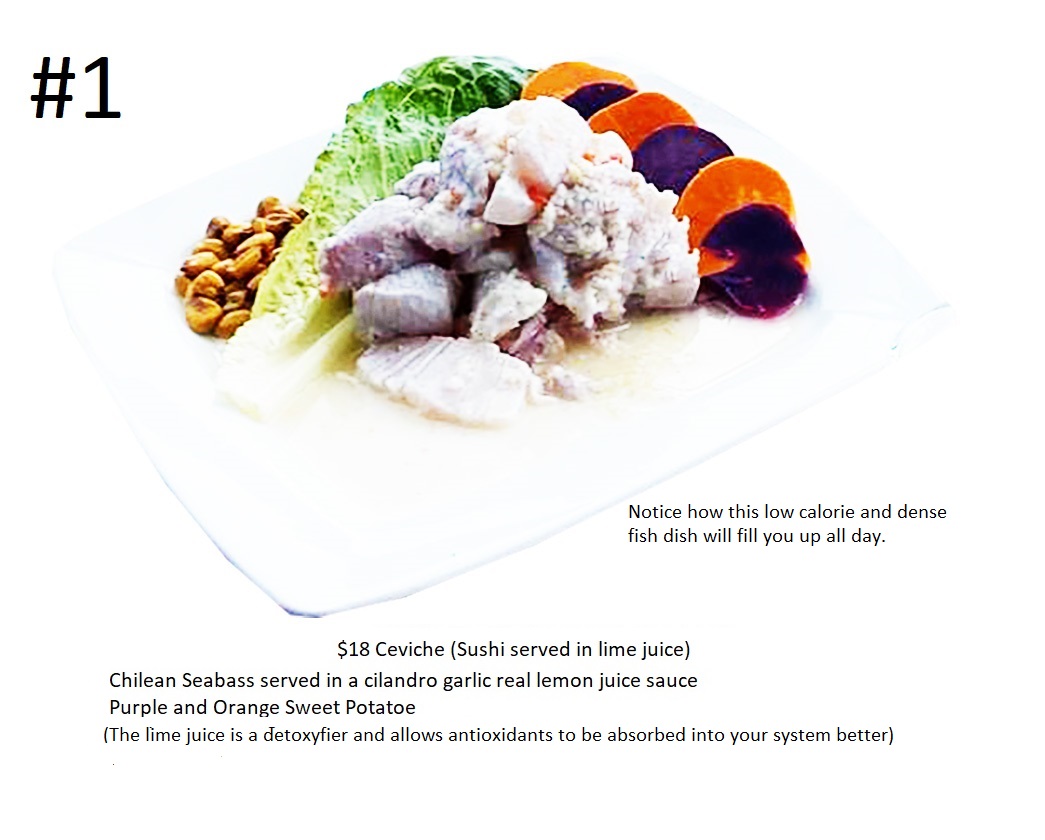 #1
Notice how this low calorie and dense
fish dish will fill you up all day.
$18 Ceviche (Sushi served in lime juice)
Chilean Seabass served in a cilandro garlic real lemon juice sauce
Purple and Orange Sweet Potatoe
(The lime juice is a detoxyfier and allows antioxidants to be absorbed into your system better)